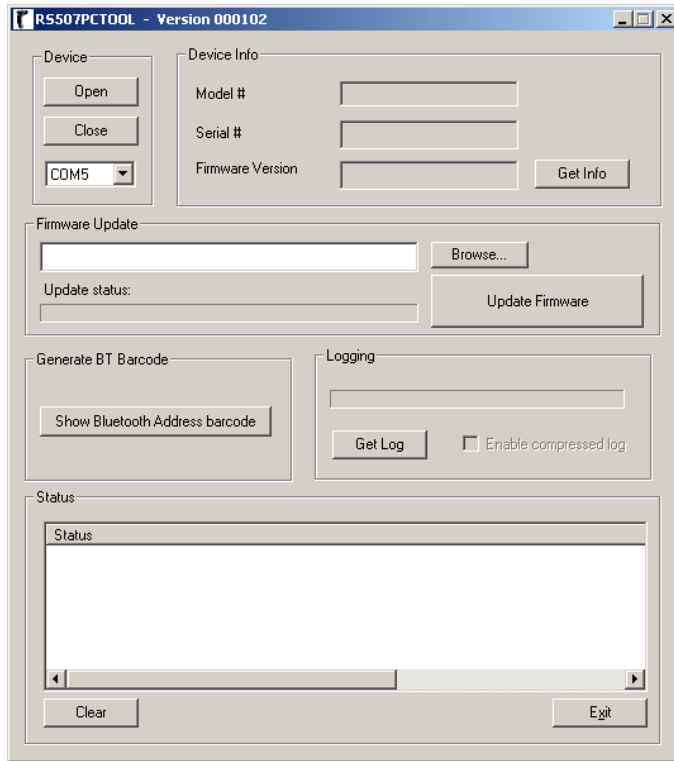 RS507PCTOOL - Version 000102
Device
Open
Close
COM5
Device Info
Model #
Serial #
Firmware Version
Get Info
Firmware Update
Browse...
Update status:
Update Firmware
Generate BT Barcode
Show Bluetooth Address barcode
Logging
Get Log
Enable compressed log
Status
Status
Clear
Exit